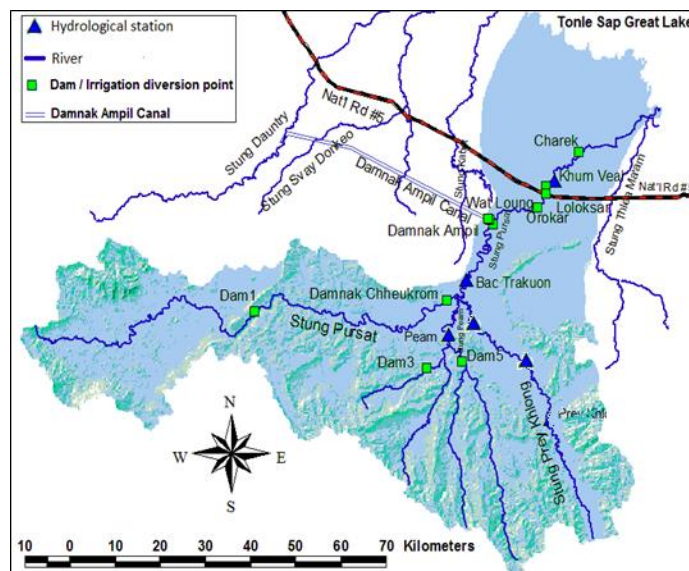 Hydrological station
River
Dam / Irrigation diversion point
Damnak Ampil Canal
Tonle Sap Great Lake
Nat'l Rd #5
Stung Dauntry
Stung Svay Donkeo
Damnak Ampil Canal
Charek
Khum Veal
Nat'l Rd #
Wat Loung
Loloksar
Orokar
Damnak Ampil
Stung Pursat
Stung Thlea Maam
Bac Trakuon
Dam1
Damnak Chheukrom
Stung Pursat
Peam
Dam3
Dam5
Stung Prey Khlong
N
W E
S
10 0 10 20 30 40 50 60 70 Kilometers